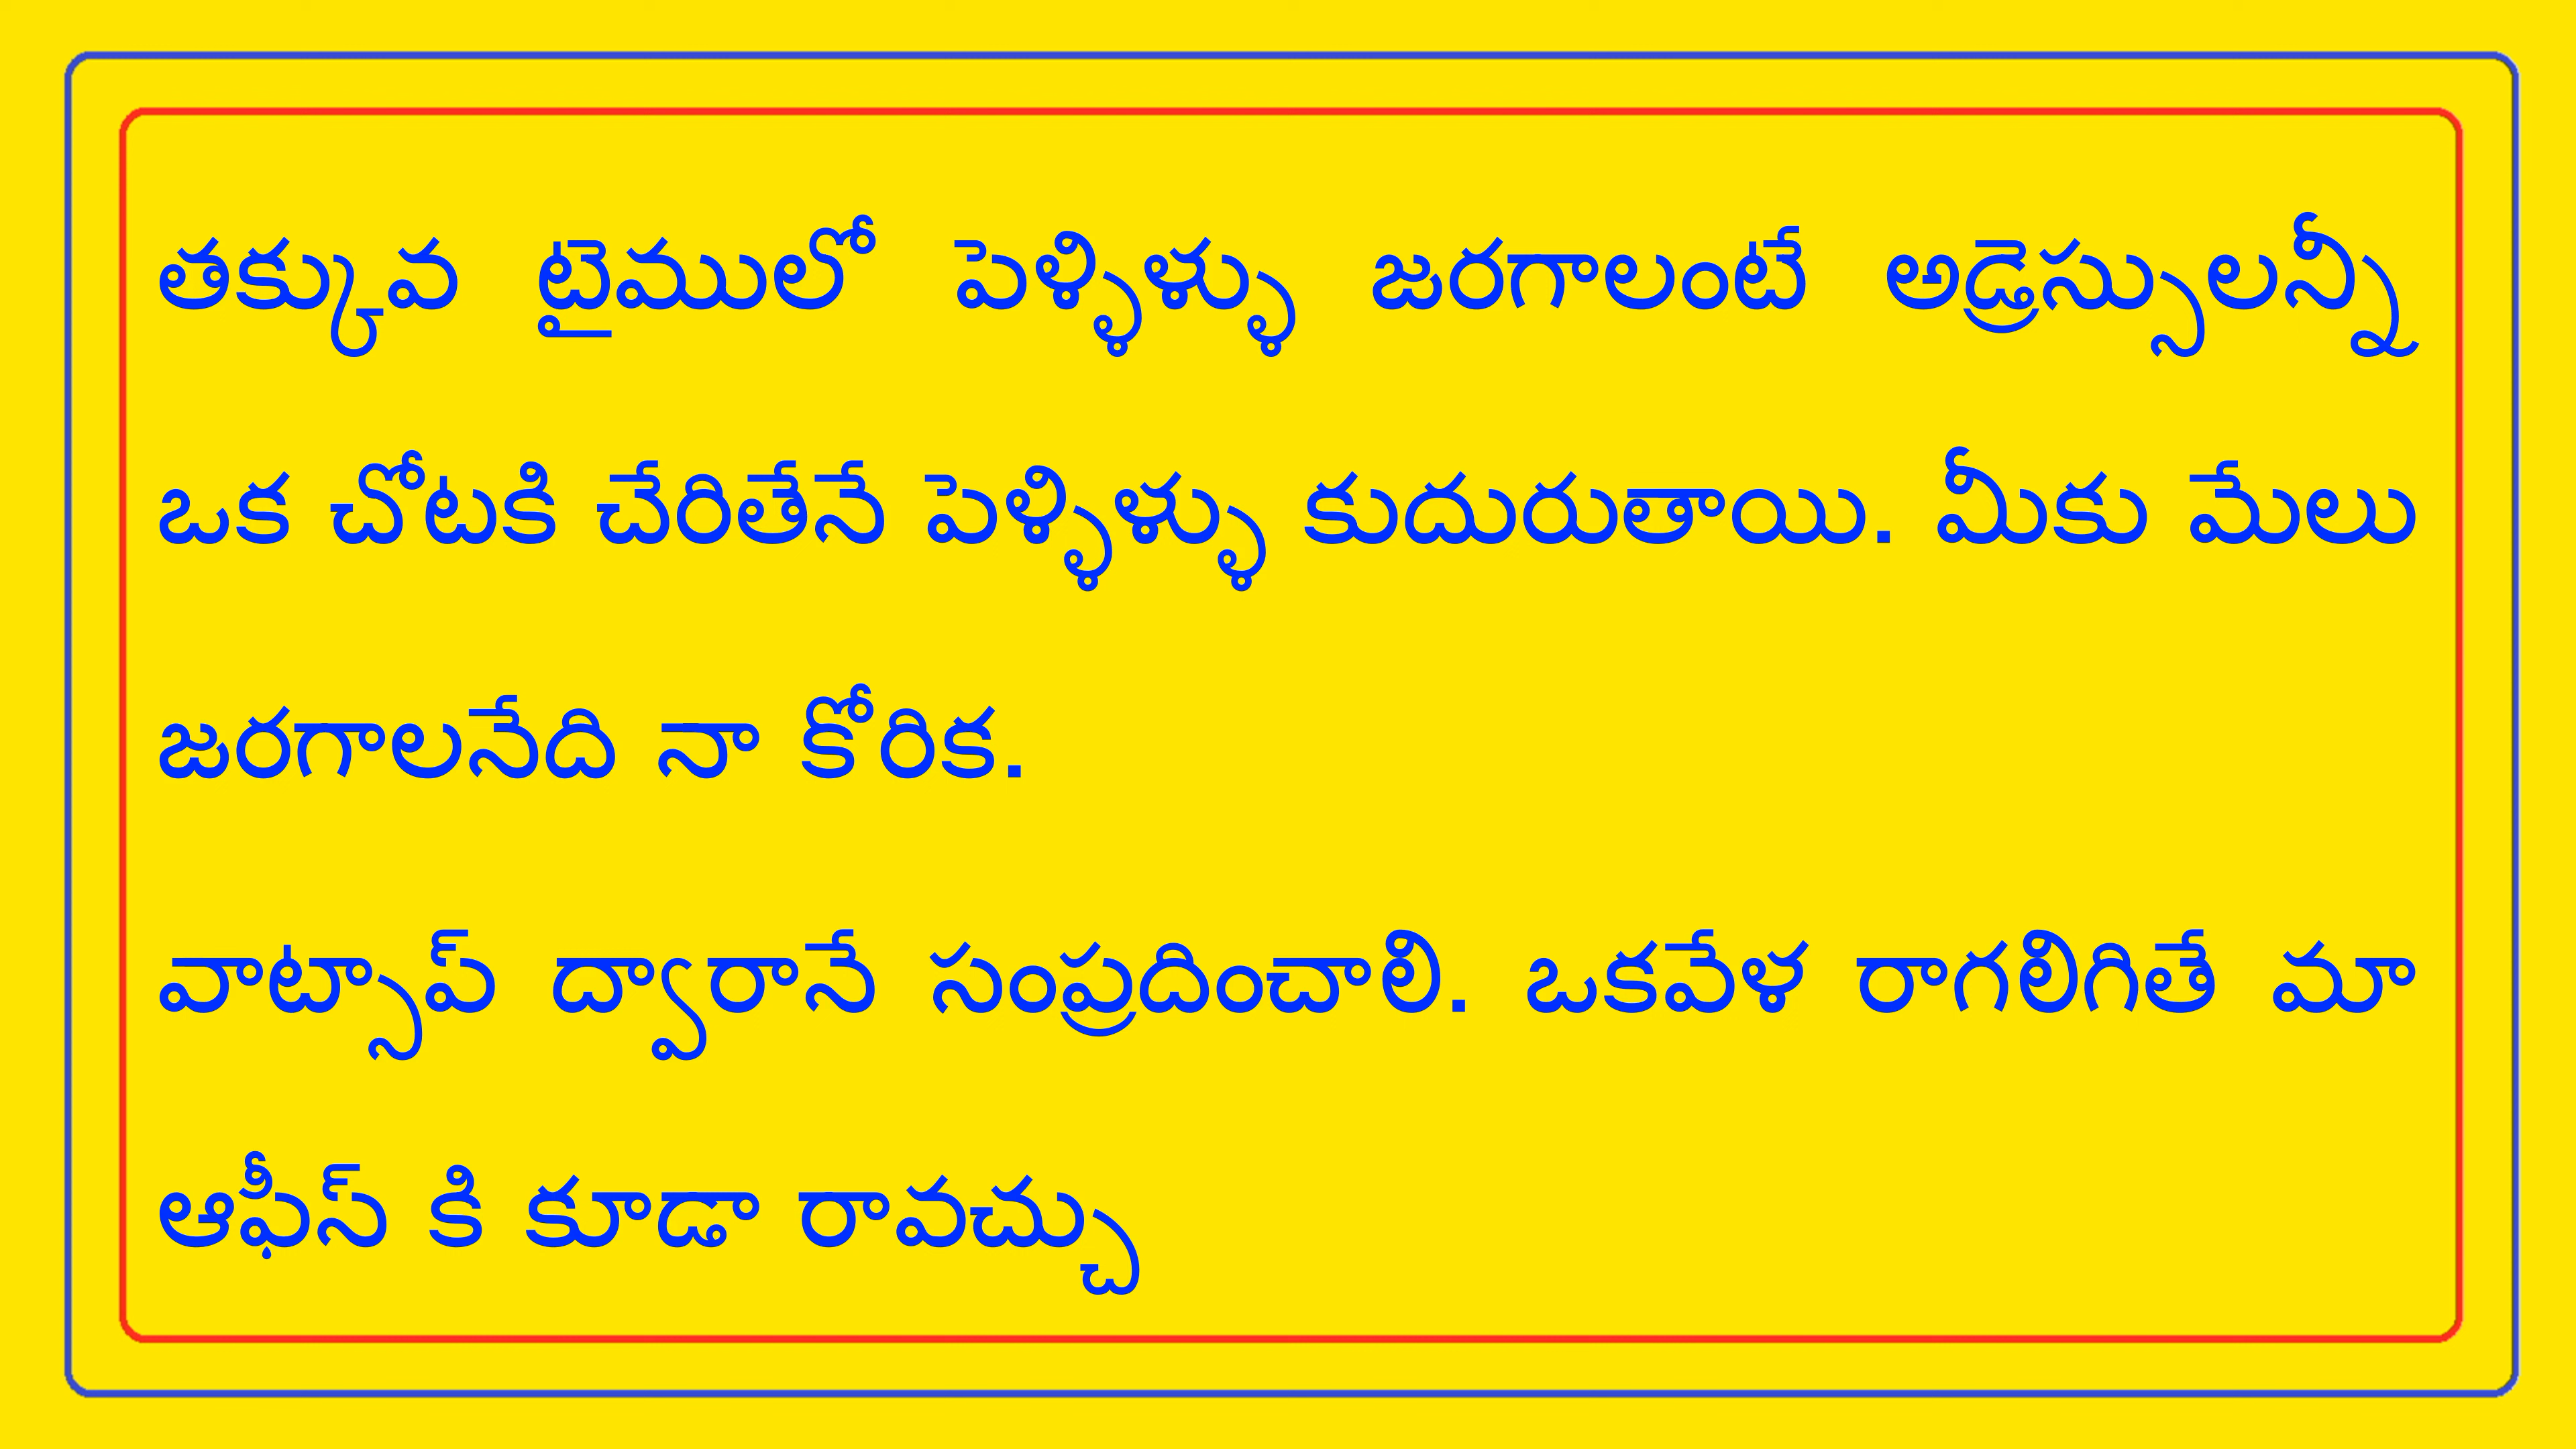 తక్కువ టైములో పెళ్ళిళ్ళు జరగాలంటే అడ్రెస్సులన్నీ
ఒక చోటకి చేరితేనే పెళ్ళిళ్ళు కుదురుతాయి. మీకు మేలు
జరగాలనేది నా కోరిక.
వాట్సాప్ ద్వారానే సంప్రదించాలి. ఒకవేళ రాగలిగితే మా
ఆఫీస్ కి కూడా రావచ్చు